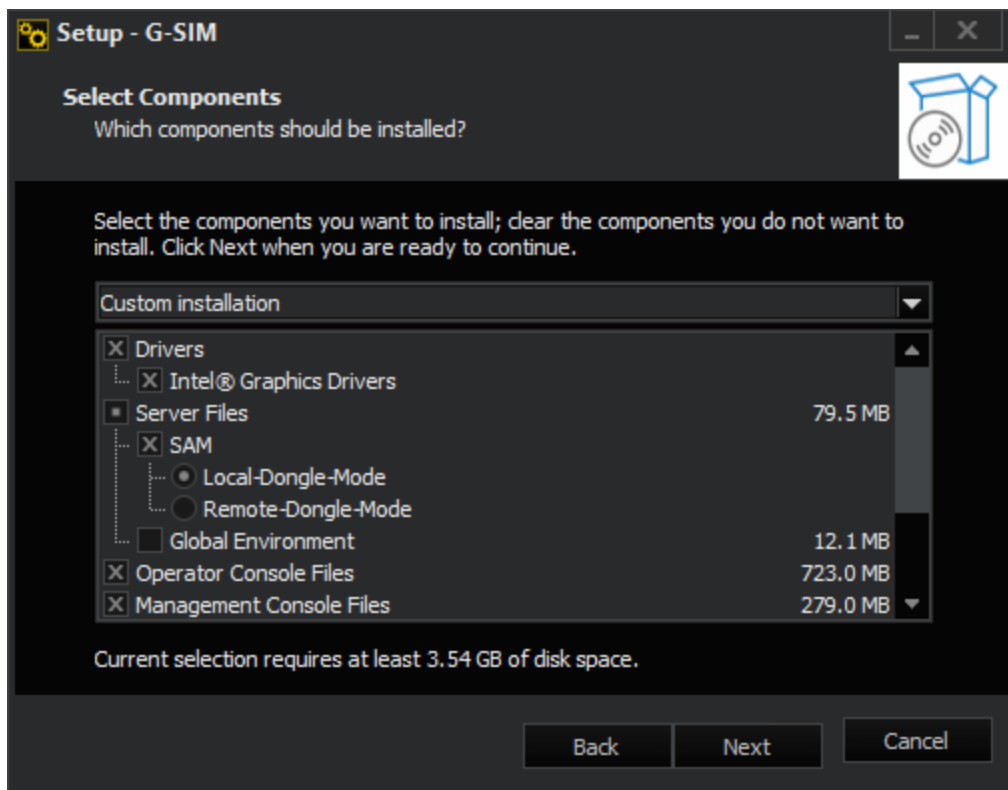 Setup - G-SIM
Select Components
Which components should be installed?
Select the components you want to install; clear the components you do not want to
install. Click Next when you are ready to continue.
Custom installation
Drivers
Intel® Graphics Drivers
Server Files 79.5 MB
SAM
Local-Dongle-Mode
Remote-Dongle-Mode
Global Environment 12.1 MB
Operator Console Files 723.0 MB
Management Console Files 279.0 MB
Current selection requires at least 3.54 GB of disk space.
Back Next Cancel